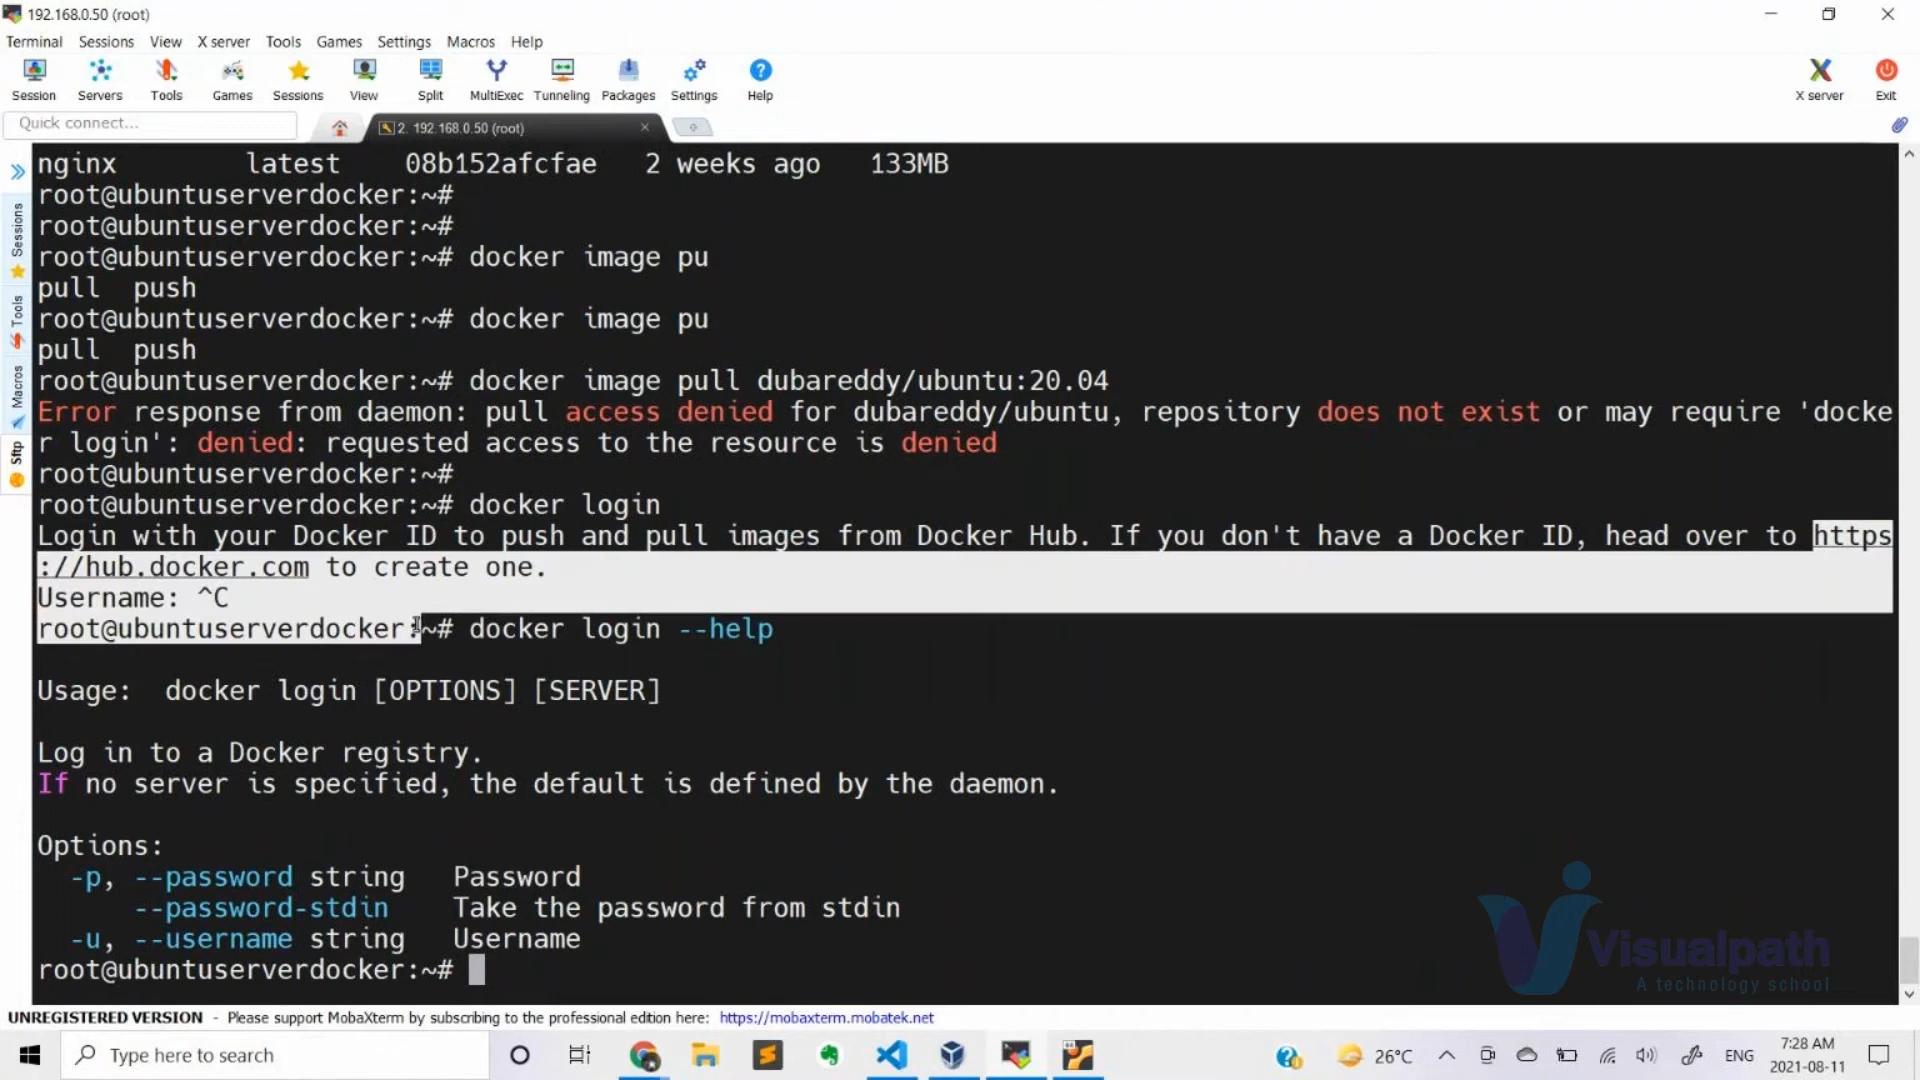 192.168.0.50 (root)
Terminal Sessions View X server Tools Games Settings Macros Help
Session Servers Tools Games Sessions View Split MultiExec Tunneling Packages Settings Help X server Exit
Quick connect...
2. 192.168.0.50 (root)
Sessions
Tools
Macros
Sftp
nginx latest 08b152afcfae 2 weeks ago 133MB
root@ubuntuserverdocker:~#
root@ubuntuserverdocker:~#
root@ubuntuserverdocker:~# docker image pu
pull push
root@ubuntuserverdocker:~# docker image pu
pull push
root@ubuntuserverdocker:~# docker image pull dubareddy/ubuntu:20.04
Error response from daemon: pull access denied for dubareddy/ubuntu, repository does not exist or may require 'docke
r login': denied: requested access to the resource is denied
root@ubuntuserverdocker:~#
root@ubuntuserverdocker:~# docker login
Login with your Docker ID to push and pull images from Docker Hub. If you don't have a Docker ID, head over to https
://hub.docker.com to create one.
Username: ^C
root@ubuntuserverdocker:~# docker login --help
Usage: docker login [OPTIONS] [SERVER]
Log in to a Docker registry.
If no server is specified, the default is defined by the daemon.
Options:
-p, --password string Password
--password-stdin Take the password from stdin
-u, --username string Username
root@ubuntuserverdocker:~#
Visualpath
A technology school
UNREGISTERED VERSION - Please support MobaXterm by subscribing to the professional edition here: https://mobaxterm.mobatek.net
Type here to search
26°C
ENG
7:28 AM
2021-08-11